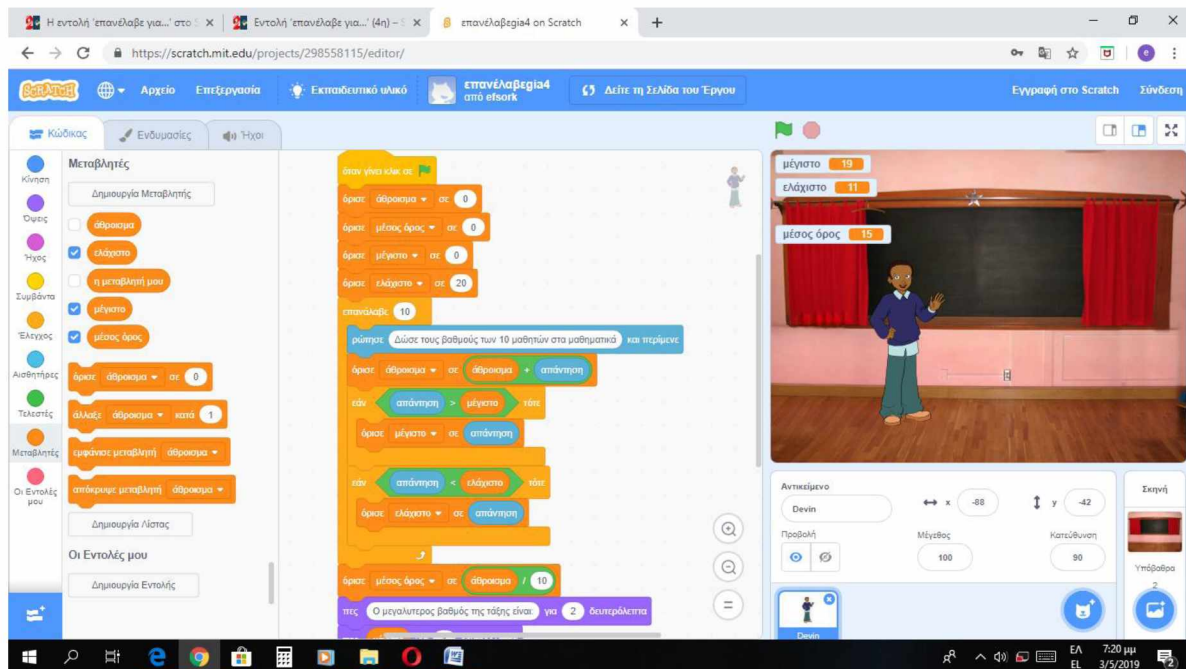 Η εντολή 'επανέλαβε για...' στο S
Εντολή 'επανέλαβε για...' (4η) – S
επανέλαβεgia4 on Scratch
https://scratch.mit.edu/projects/298558115/editor/
e
SCRATCH
Αρχείο
Επεξεργασία
Εκπαιδευτικό υλικό
επανέλαβεgia4
από efsork
Δείτε τη Σελίδα του Έργου
Εγγραφή στο Scratch
Σύνδεση
Κώδικας
Ενδυμασίες
Ήχοι
Κίνηση
Όψεις
Ήχος
Συμβάντα
Έλεγχος
Αισθητήρες
Τελεστές
Μεταβλητές
Οι Εντολές μου
Μεταβλητές
Δημιουργία Μεταβλητής
άθροισμα
ελάχιστο
η μεταβλητή μου
μέγιστο
μέσος όρος
όρισε άθροισμα σε 0
άλλαξε άθροισμα κατά 1
εμφάνισε μεταβλητή άθροισμα
απόκρυψε μεταβλητή άθροισμα
Δημιουργία Λίστας
Οι Εντολές μου
Δημιουργία Εντολής
όταν γίνει κλικ σε
όρισε άθροισμα σε 0
όρισε μέσος όρος σε 0
όρισε μέγιστο σε 0
όρισε ελάχιστο σε 20
επανάλαβε 10
ρώτησε Δώσε τους βαθμούς των 10 μαθητών στα μαθηματικά και περίμενε
όρισε άθροισμα σε άθροισμα + απάντηση
εάν απάντηση > μέγιστο τότε
όρισε μέγιστο σε απάντηση
εάν απάντηση < ελάχιστο τότε
όρισε ελάχιστο σε απάντηση
όρισε μέσος όρος σε άθροισμα / 10
πες Ο μεγαλυτερος βαθμός της τάξης είναι: για 2 δευτερόλεπτα
μέγιστο 19
ελάχιστο 11
μέσος όρος 15
Αντικείμενο
Devin
x -88
y -42
Προβολή
Μέγεθος
100
Κατεύθυνση
90
Devin
Σκηνή
Υπόβαθρα
2
ΕΛ
EL
7:20 μμ
3/5/2019
2